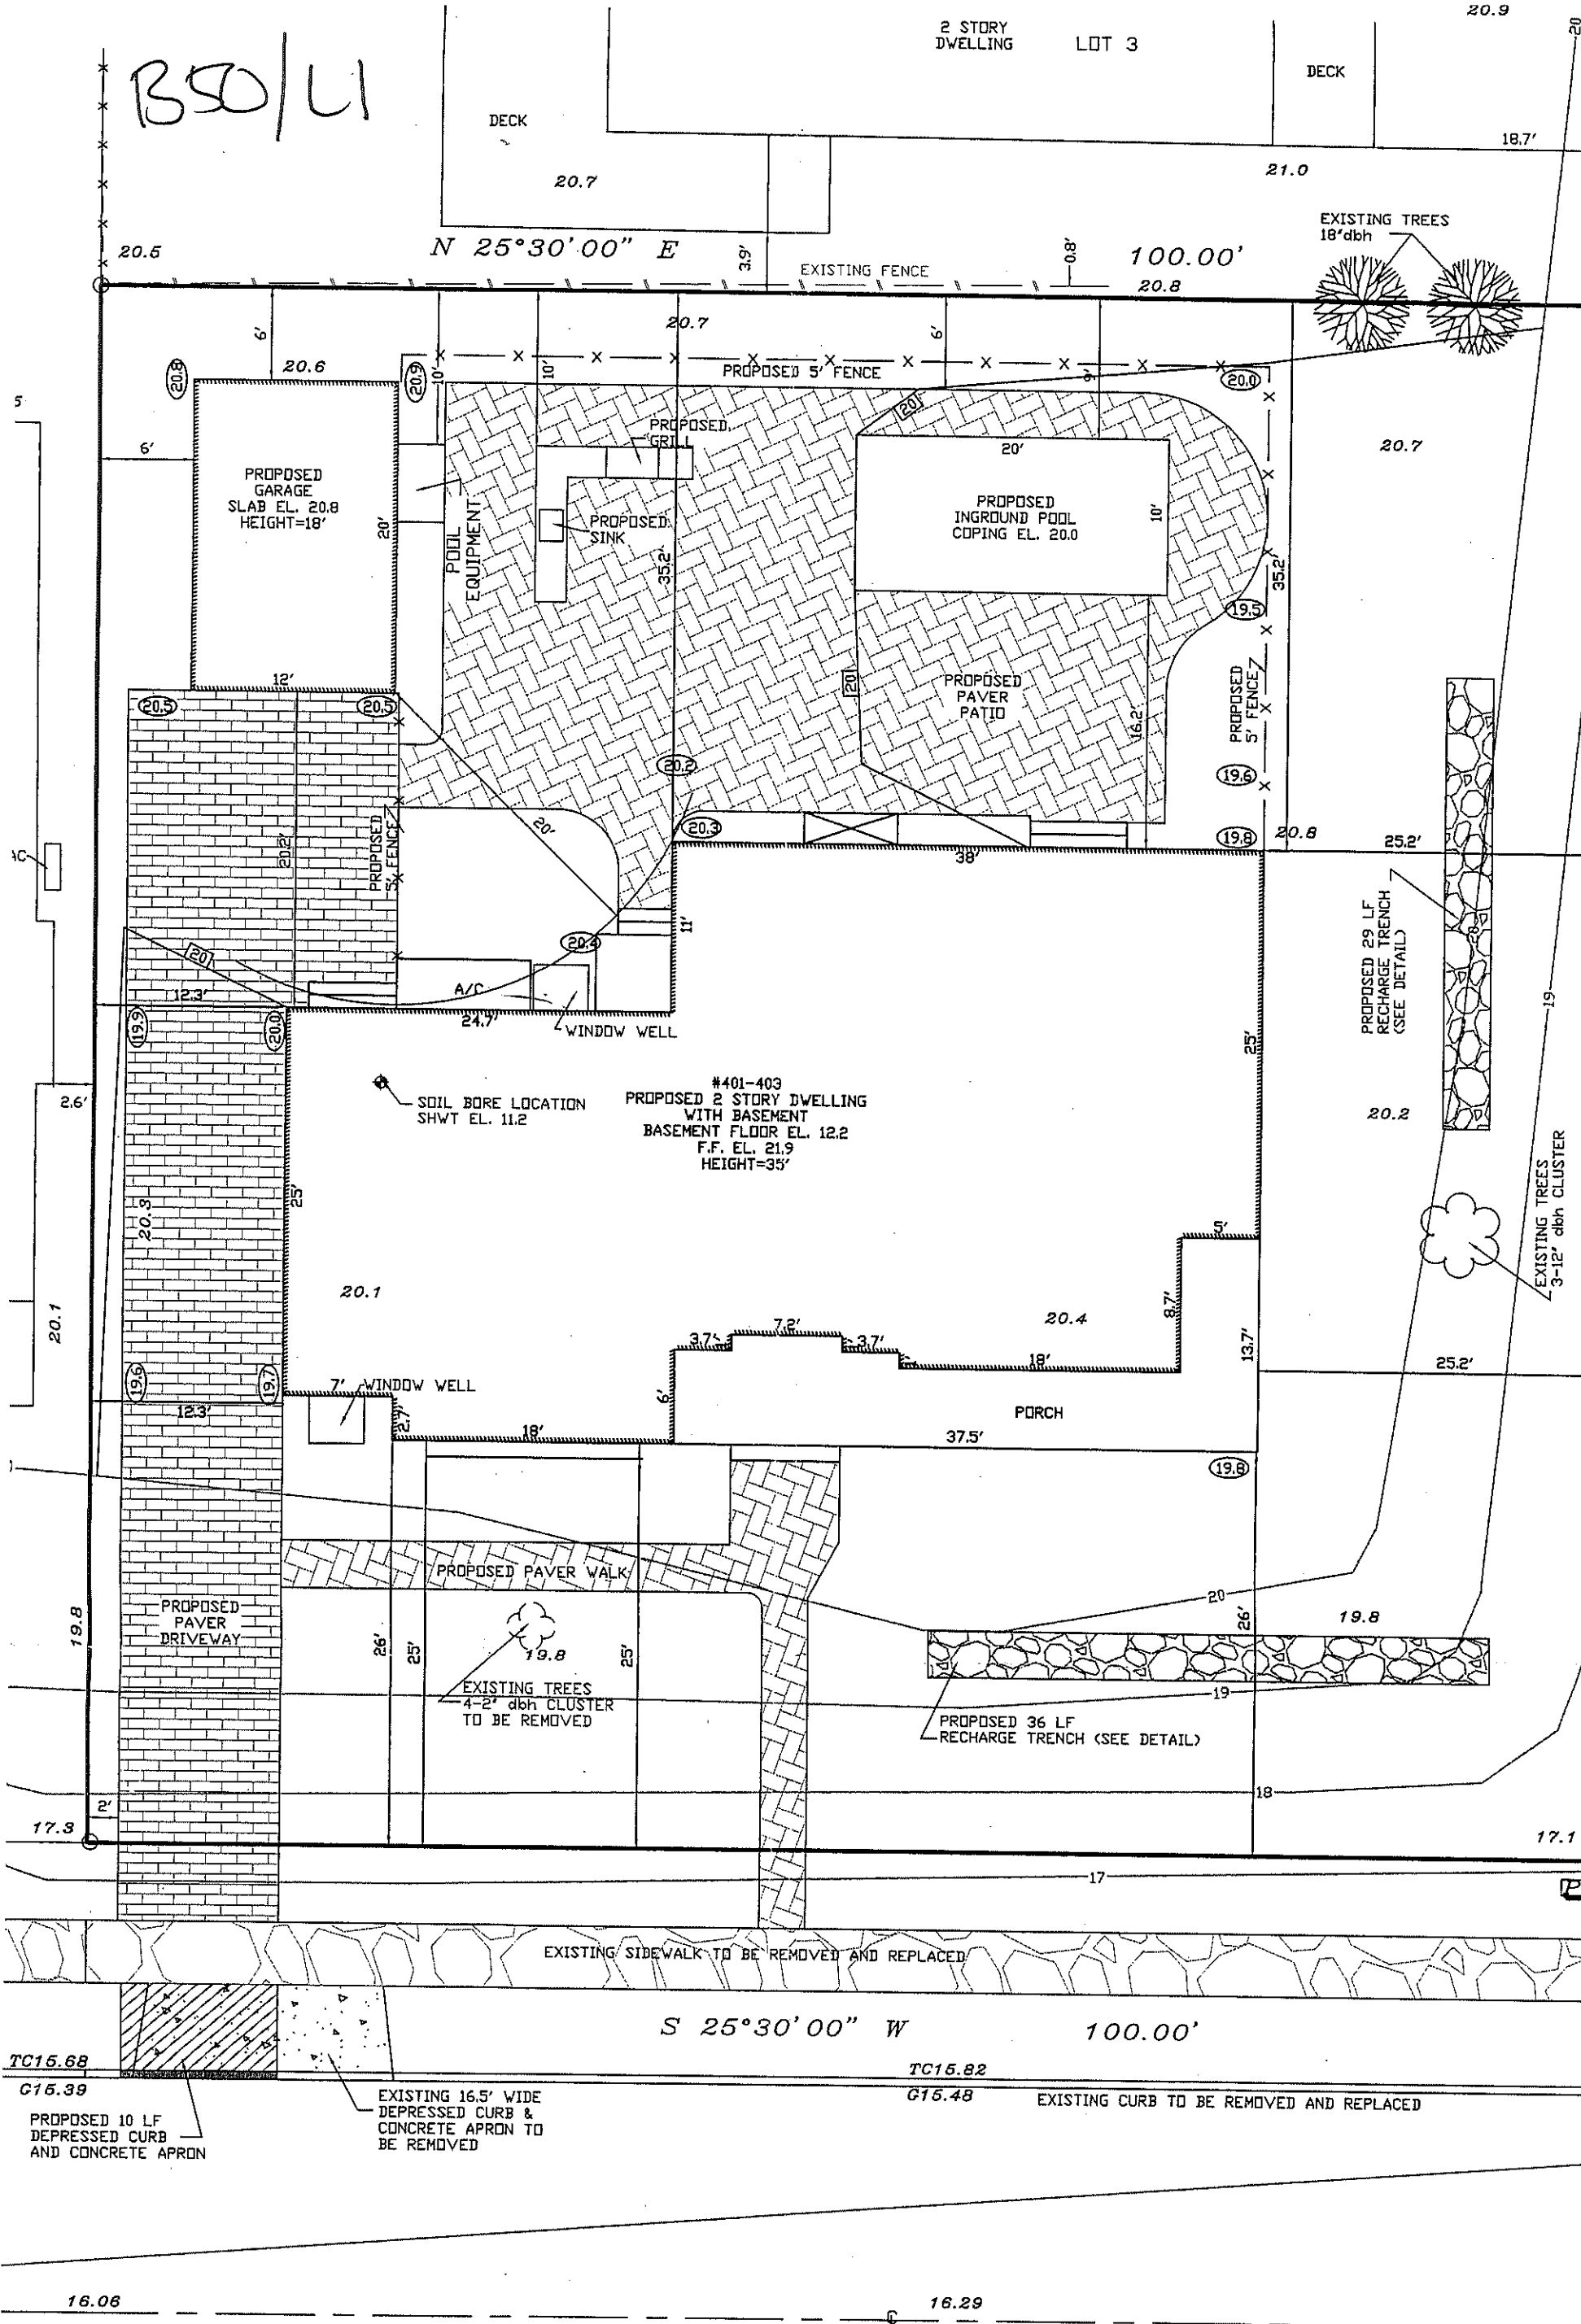 20.9
20
2 STORY
DWELLING
LOT 3
DECK
B50/L1
DECK
18.7'
20.7
21.0
EXISTING TREES
18"dbh
20.5
N 25°30'00" E
3.9'
EXISTING FENCE
0.8'
100.00'
20.8
6'
20.7
6'
20.8
20.6
20.9
10'
10'
PROPOSED 5' FENCE
9'
20.0
5
20
PROPOSED
GRILL
20.7
6'
20'
PROPOSED
GARAGE
SLAB EL. 20.8
HEIGHT=18'
20'
POOL
EQUIPMENT
PROPOSED
SINK
35.2'
PROPOSED
INGROUND POOL
COPING EL. 20.0
10'
35.2'
19.5
12'
20
PROPOSED
PAVER
PATIO
16.2'
PROPOSED
5' FENCE
20.5
20.5
20.2
19.6
20.2'
PROPOSED
5' FENCE
20'
20.3
19.8
20.8
25.2'
38'
AC
11'
20.4
20
A/C
PROPOSED 29 LF
RECHARGE TRENCH
(SEE DETAIL)
20
19
12.3'
19.9
20.0
24.7'
WINDOW WELL
25'
2.6'
SOIL BORE LOCATION
SHWT EL. 11.2
#401-403
PROPOSED 2 STORY DWELLING
WITH BASEMENT
BASEMENT FLOOR EL. 12.2
F.F. EL. 21.9
HEIGHT=35'
20.2
EXISTING TREES
3-12" dbh CLUSTER
25'
20.3
5'
20.1
20.1
20.4
8.7'
13.7'
3.7'
7.2'
3.7'
18'
25.2'
19.6
19.7
12.3'
7'
WINDOW WELL
2.7'
18'
6'
PORCH
37.5'
19.8
PROPOSED PAVER WALK
20
19.8
PROPOSED
PAVER
DRIVEWAY
19.8
26'
25'
19.8
25'
26'
EXISTING TREES
4-2" dbh CLUSTER
TO BE REMOVED
19
PROPOSED 36 LF
RECHARGE TRENCH (SEE DETAIL)
18
2'
17.3
17.1
17
EXISTING SIDEWALK TO BE REMOVED AND REPLACED
S 25°30'00" W
100.00'
TC15.68
G15.39
TC15.82
G15.48
EXISTING CURB TO BE REMOVED AND REPLACED
PROPOSED 10 LF
DEPRESSED CURB
AND CONCRETE APRON
EXISTING 16.5' WIDE
DEPRESSED CURB &
CONCRETE APRON TO
BE REMOVED
16.06
16.29